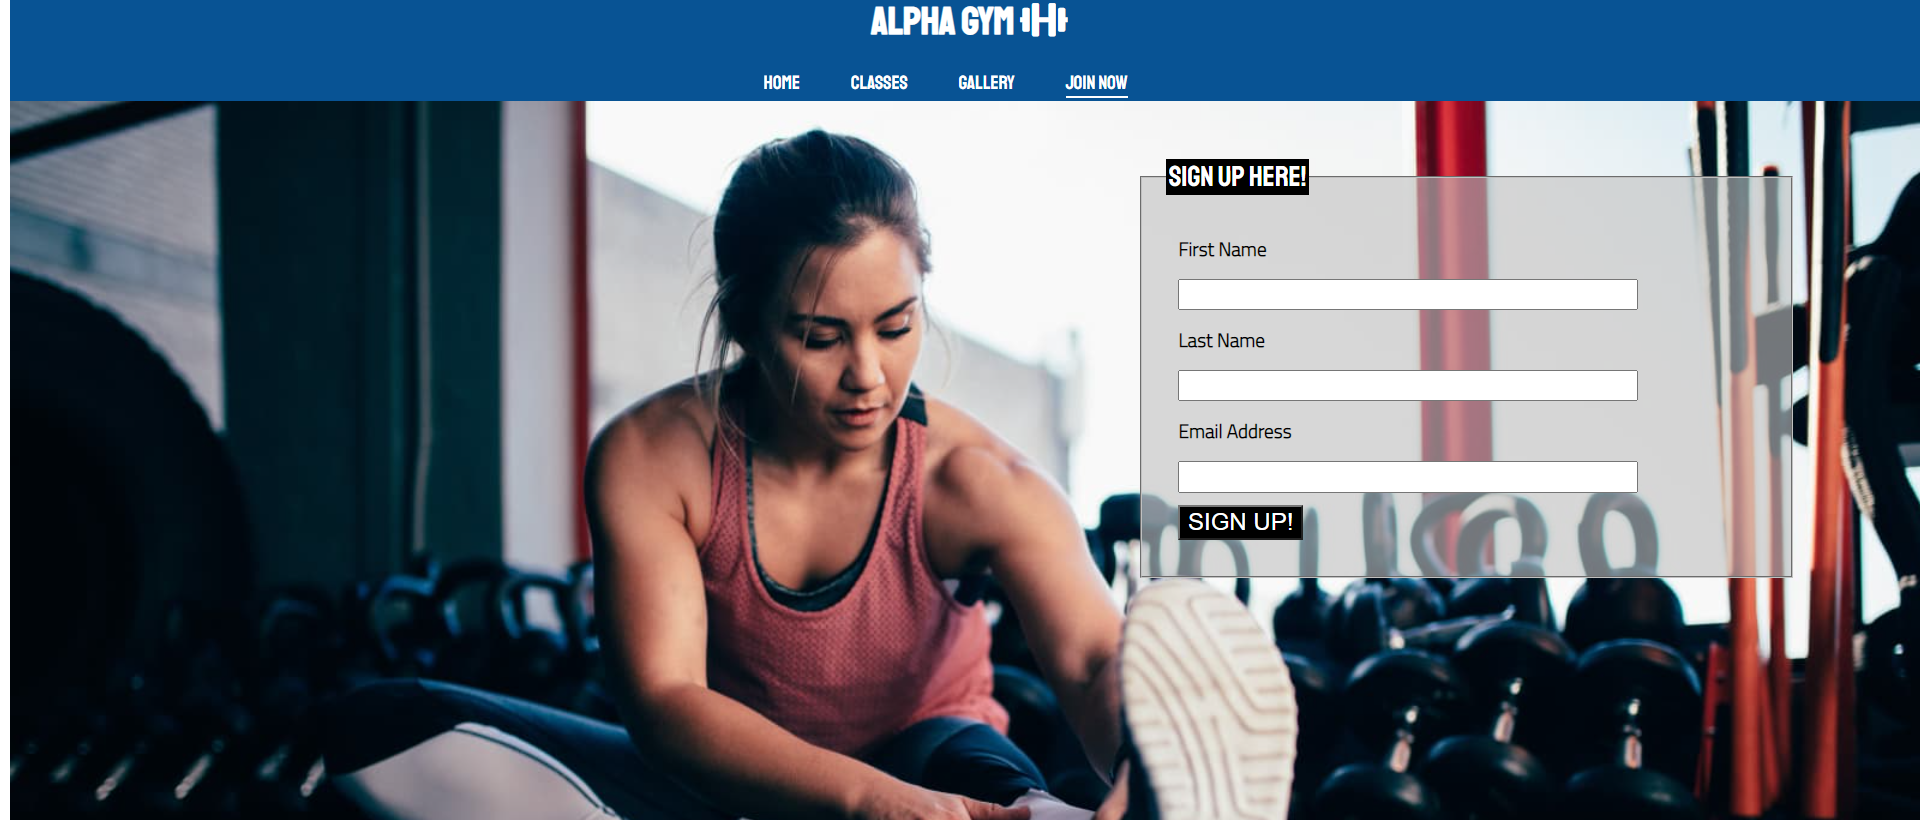 ALPHA GYM
HOME CLASSES GALLERY JOIN NOW
SIGN UP HERE!
First Name
Last Name
Email Address
SIGN UP!